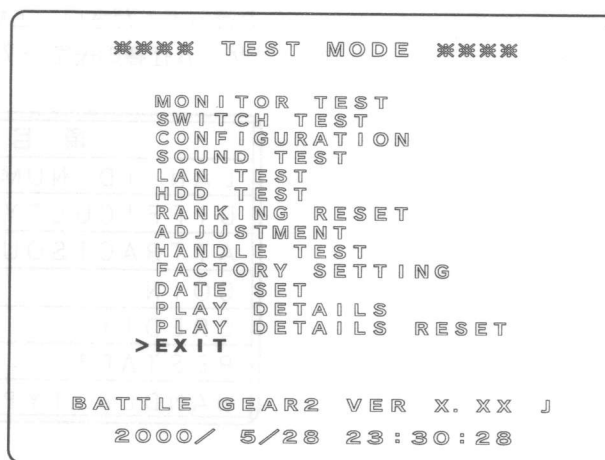 ※※※※ TEST MODE ※※※※
MONITOR TEST
SWITCH TEST
CONFIGURATION
SOUND TEST
LAN TEST
HDD TEST
RANKING RESET
ADJUSTMENT
HANDLE TEST
FACTORY SETTING
DATE SET
PLAY DETAILS
PLAY DETAILS RESET
>EXIT
BATTLE GEAR2 VER X.XX J
2000/ 5/28 23:30:28